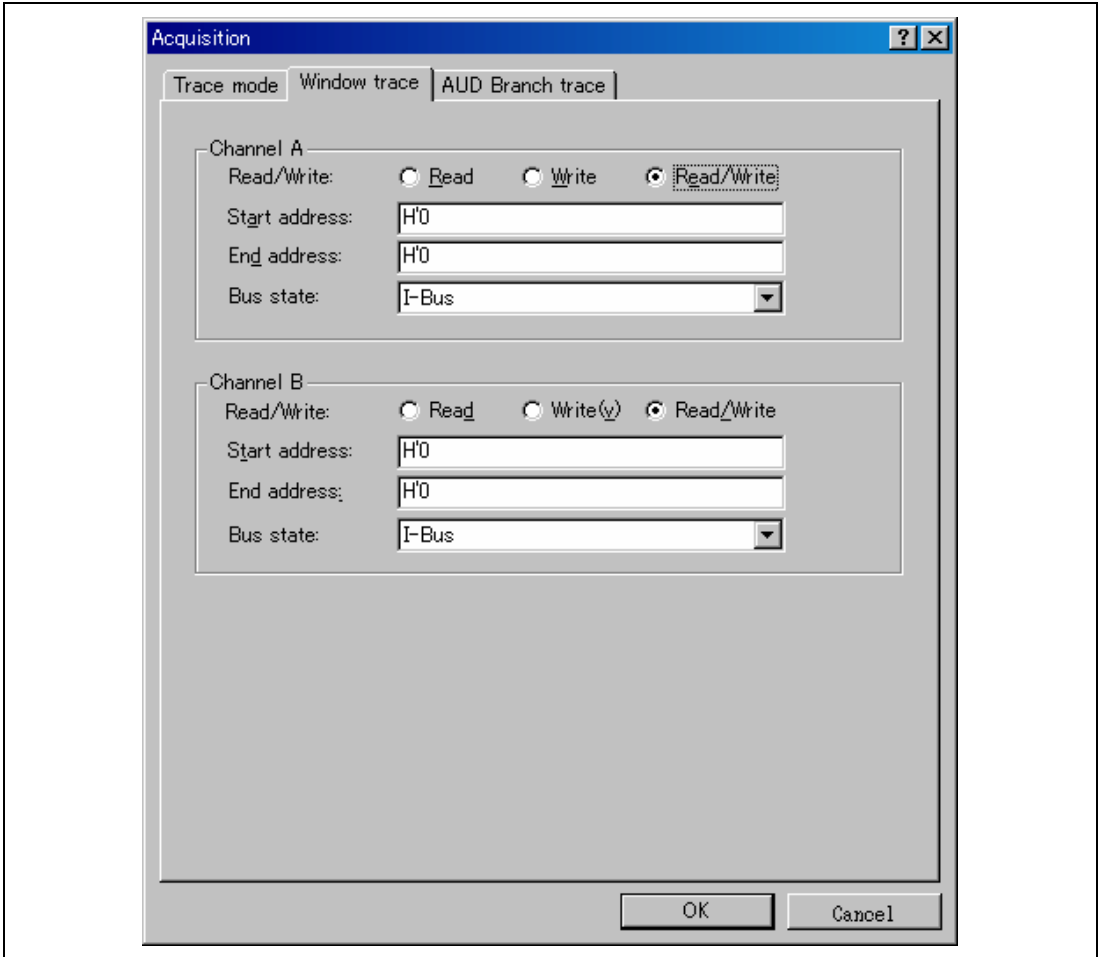 Acquisition
Trace mode Window trace AUD Branch trace
Channel A
Read/Write: Read Write Read/Write
Start address: H'0
End address: H'0
Bus state: I-Bus
Channel B
Read/Write: Read Write(v) Read/Write
Start address: H'0
End address: H'0
Bus state: I-Bus
OK Cancel